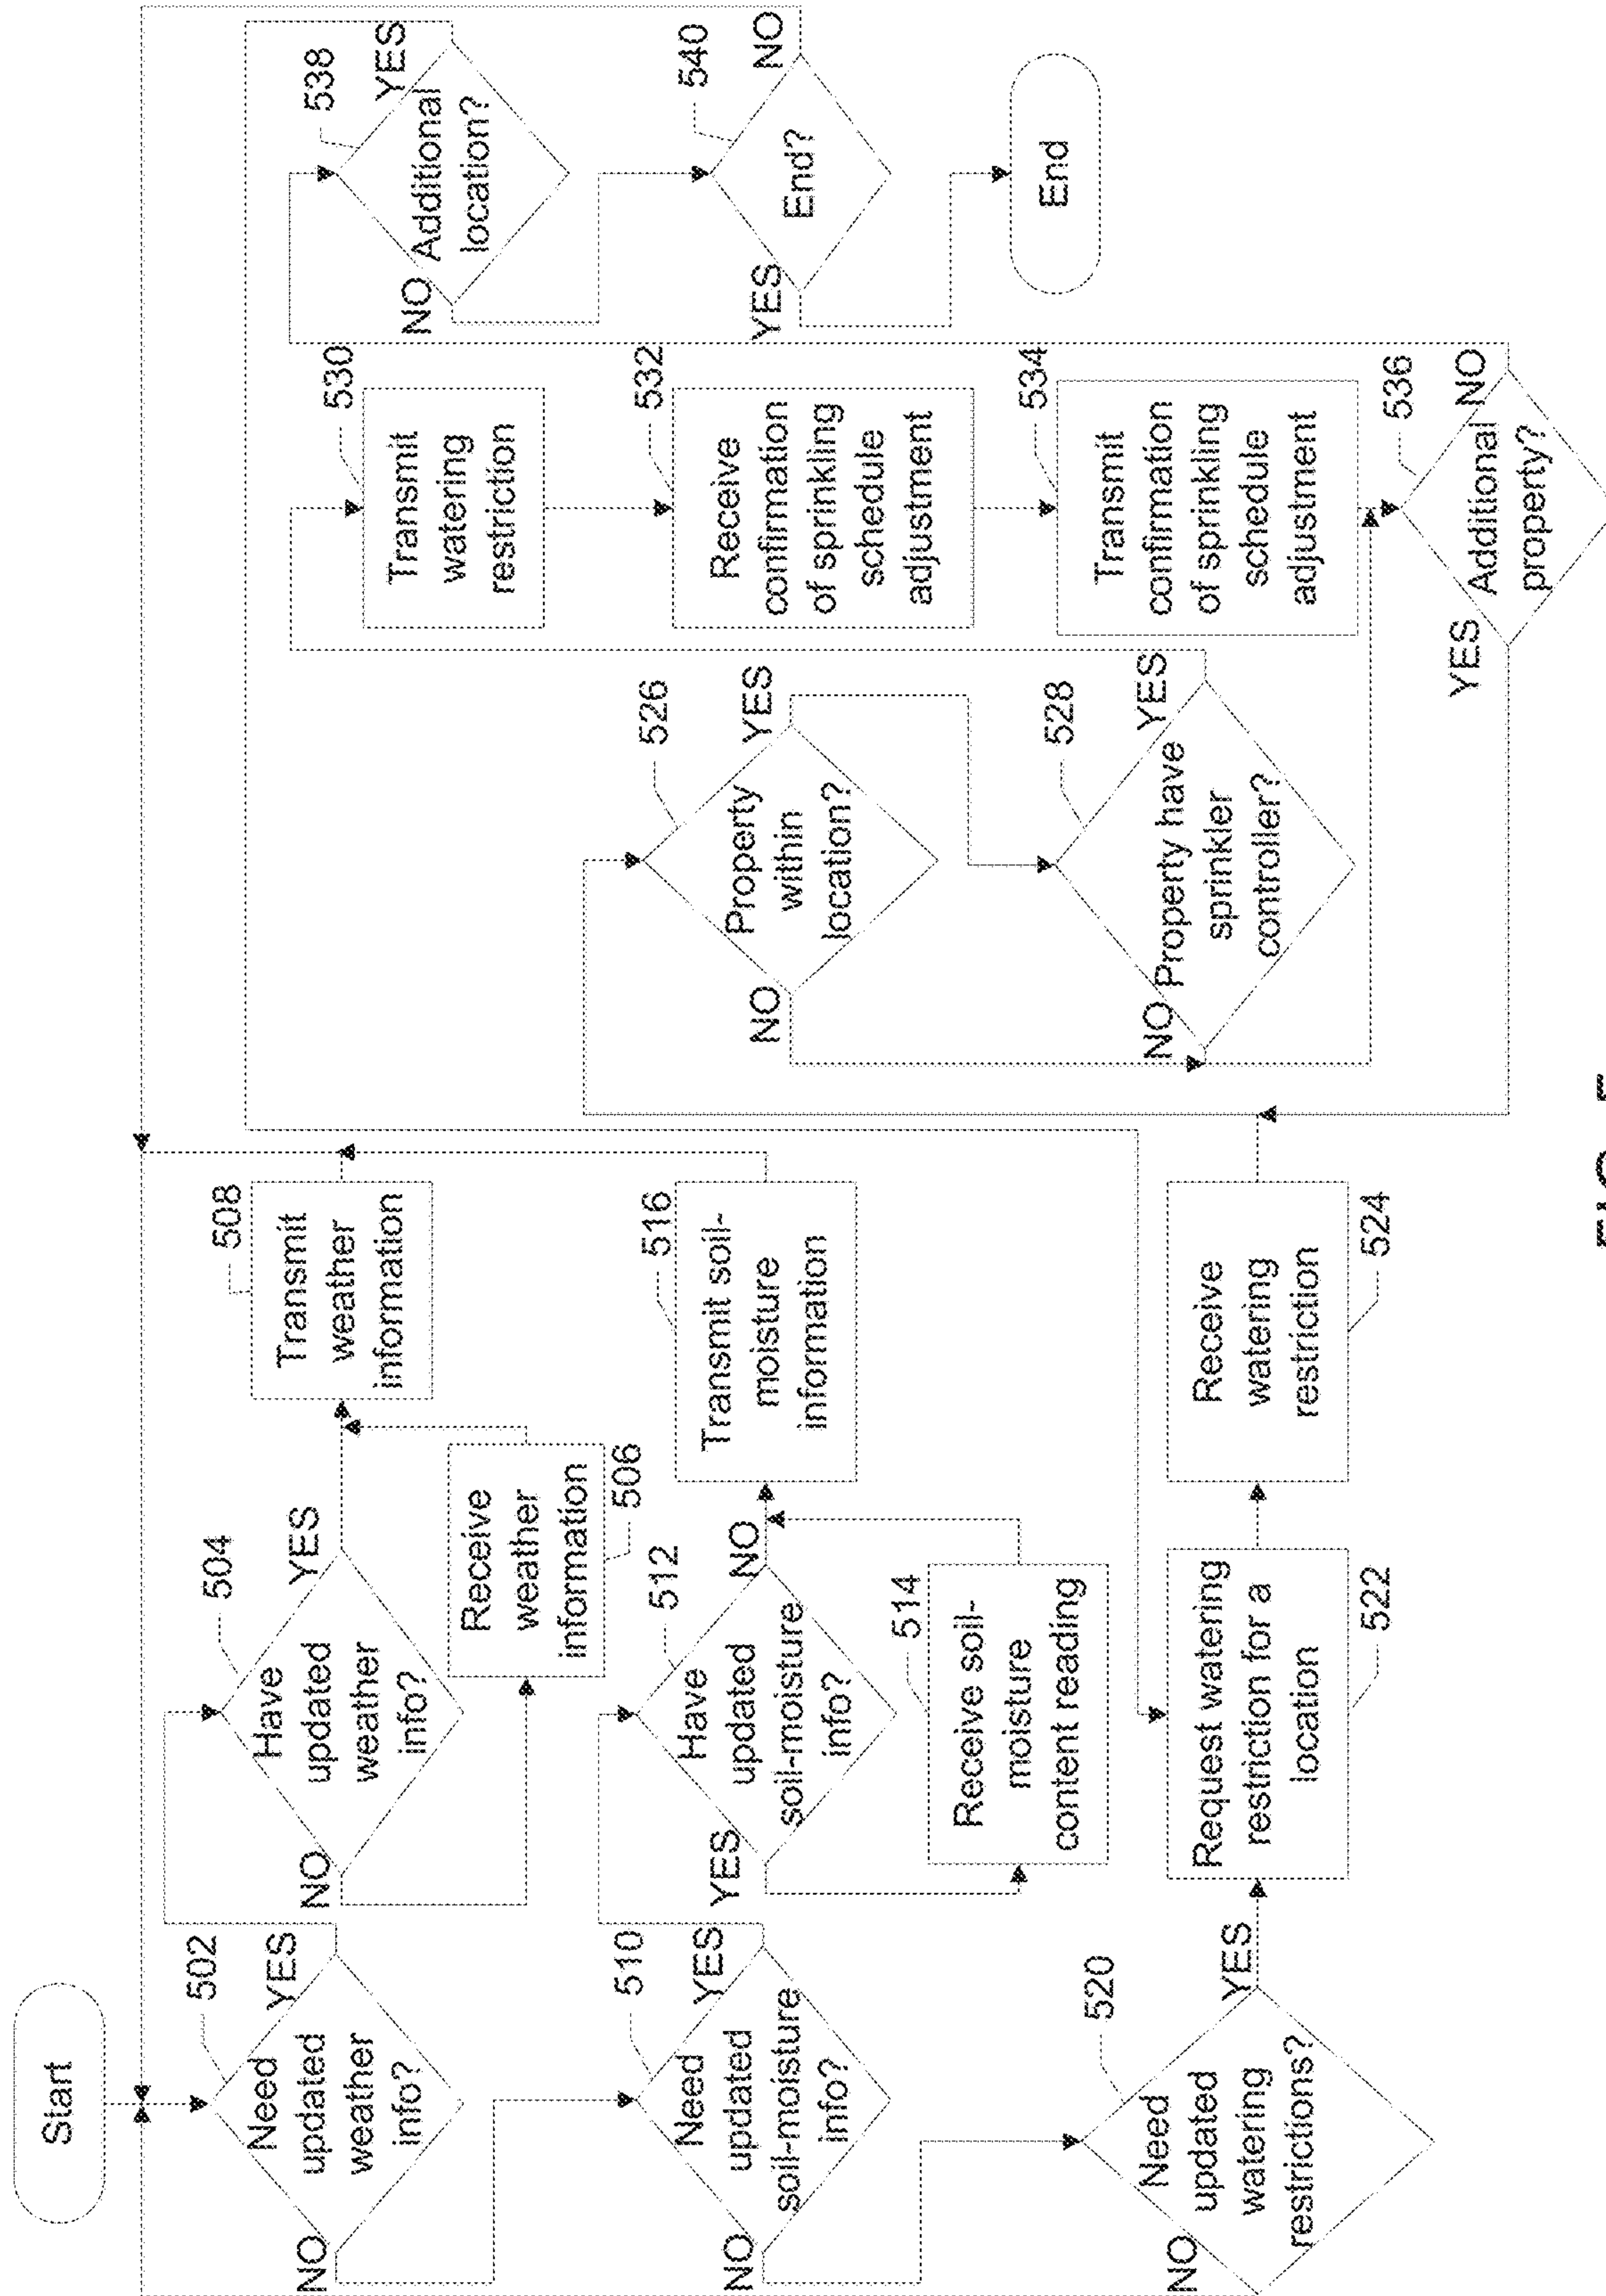 Start
502
Need
updated
weather
info?
YES
NO
504
Have
updated
weather
info?
YES
NO
Receive
weather
information
506
508
Transmit
weather
information
510
Need
updated
soil-moisture
info?
YES
NO
512
Have
updated
soil-moisture
info?
NO
YES
514
Receive soil-
moisture
content reading
516
Transmit soil-
moisture
information
520
Need
updated
watering
restrictions?
YES
NO
Request watering
restriction for a
location
522
Receive
watering
restriction
524
526
Property
within
location?
YES
NO
528
Property have
sprinkler
controller?
YES
NO
530
Transmit
watering
restriction
532
Receive
confirmation
of sprinkling
schedule
adjustment
534
Transmit
confirmation
of sprinkling
schedule
adjustment
536
Additional
property?
NO
YES
538
Additional
location?
YES
NO
540
End?
NO
YES
End